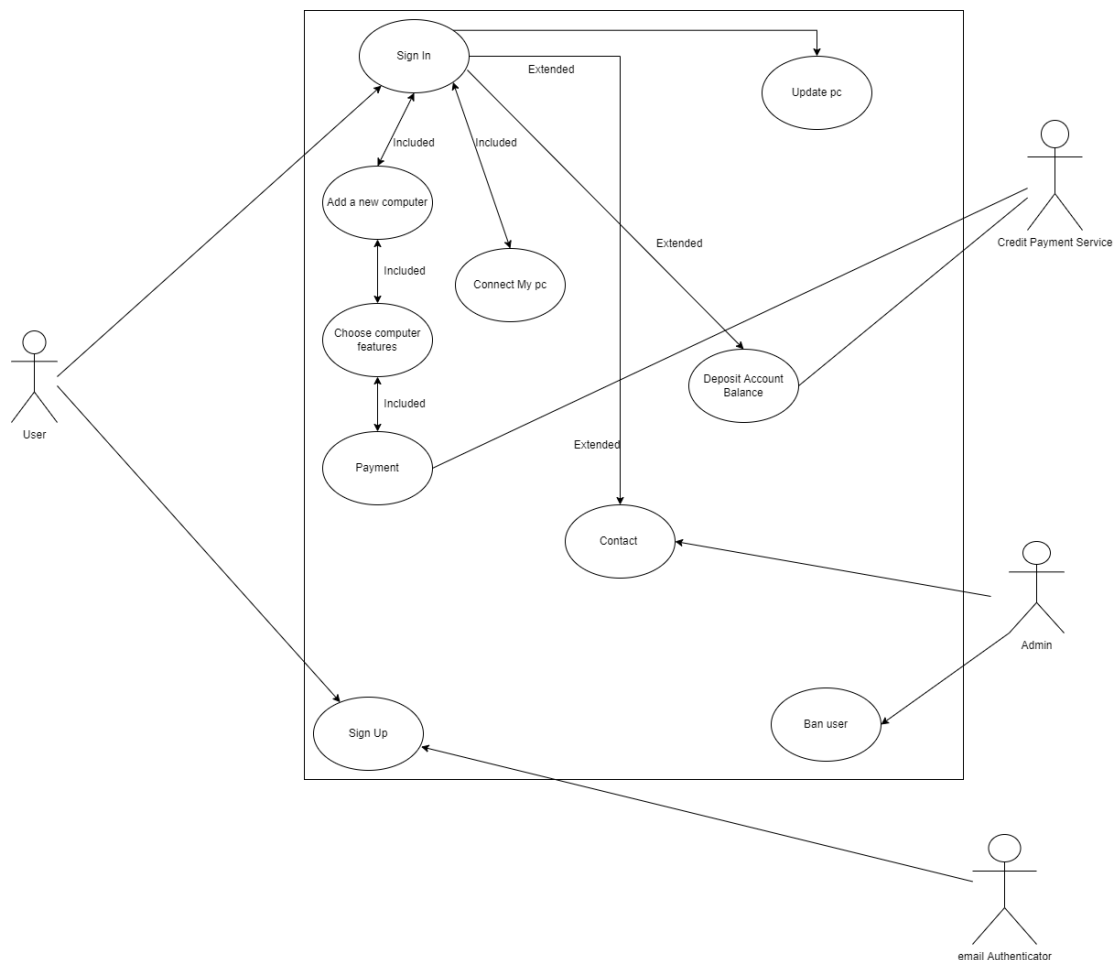 Sign In
Extended
Update pc
Included
Included
Add a new computer
Credit Payment Service
Extended
Included
Connect My pc
Choose computer
features
Deposit Account
Balance
Included
User
Extended
Payment
Contact
Admin
Sign Up
Ban user
email Authenticator